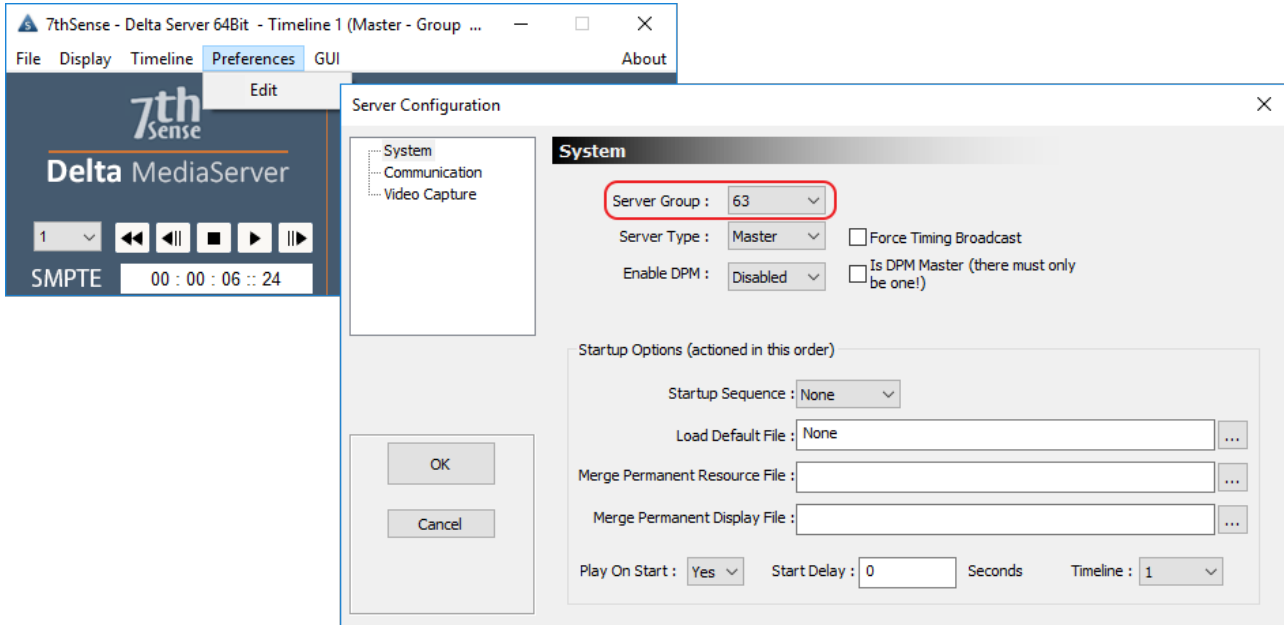 7thSense - Delta Server 64Bit - Timeline 1 (Master - Group ...
File Display Timeline Preferences GUI About
Edit
7th
Sense
Delta MediaServer
1
SMPTE 00 : 00 : 06 :: 24
Server Configuration
System
Communication
Video Capture
OK
Cancel
System
Server Group : 63
Server Type : Master Force Timing Broadcast
Enable DPM : Disabled Is DPM Master (there must only
be one!)
Startup Options (actioned in this order)
Startup Sequence : None
Load Default File : None ...
Merge Permanent Resource File : ...
Merge Permanent Display File : ...
Play On Start : Yes Start Delay : 0 Seconds Timeline : 1